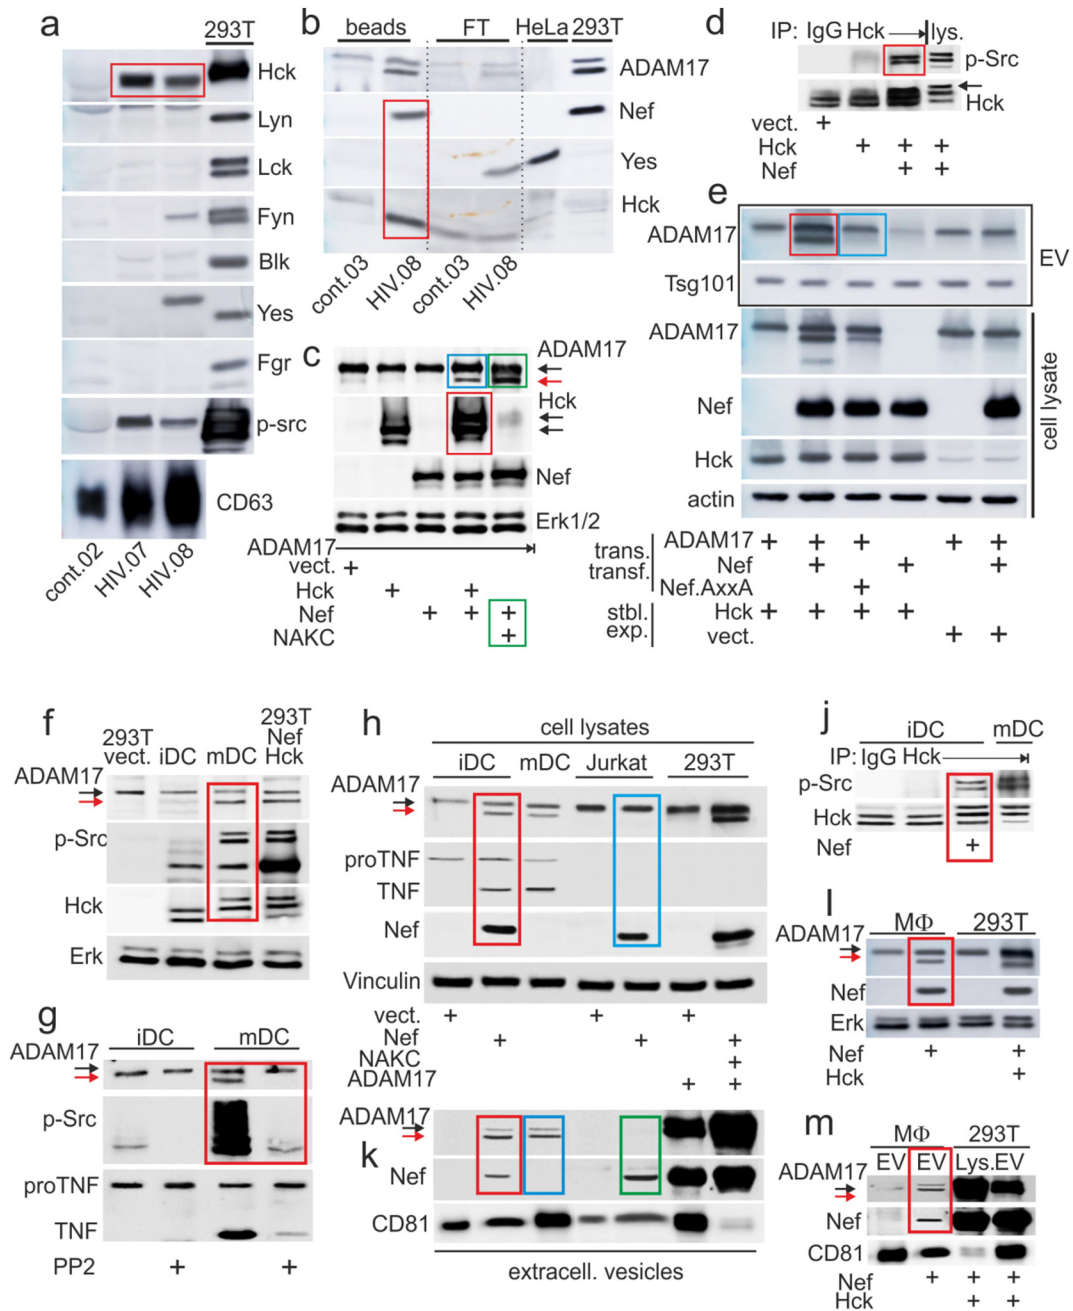 a
293T
Hck
Lyn
Lck
Fyn
Blk
Yes
Fgr
p-src
CD63
cont.02
HIV.07
HIV.08
b
beads FT HeLa 293T
ADAM17
Nef
Yes
Hck
cont.03
HIV.08
cont.03
HIV.08
c
ADAM17
Hck
Nef
Erk1/2
ADAM17
vect. +
Hck + +
Nef + + +
NAKC +
d
IP: IgG Hck lys.
p-Src
Hck
vect. +
Hck + + +
Nef + +
e
ADAM17
Tsg101
EV
ADAM17
Nef
Hck
actin
cell lysate
trans. transf.
ADAM17 + + + + +
Nef + + +
Nef.AxxA +
stbl. exp.
Hck + + + +
vect. + +
f
293T vect.
iDC
mDC
293T Nef Hck
ADAM17
p-Src
Hck
Erk
g
iDC mDC
ADAM17
p-Src
proTNF
TNF
PP2 + +
h
cell lysates
iDC mDC Jurkat 293T
ADAM17
proTNF
TNF
Nef
Vinculin
vect. + + +
Nef + + +
NAKC +
ADAM17 + +
k
ADAM17
Nef
CD81
extracell. vesicles
j
iDC mDC
IP: IgG Hck
p-Src
Hck
Nef +
l
MΦ 293T
ADAM17
Nef
Erk
Nef + +
Hck +
m
MΦ 293T
EV EV Lys. EV
ADAM17
Nef
CD81
Nef + + +
Hck + +